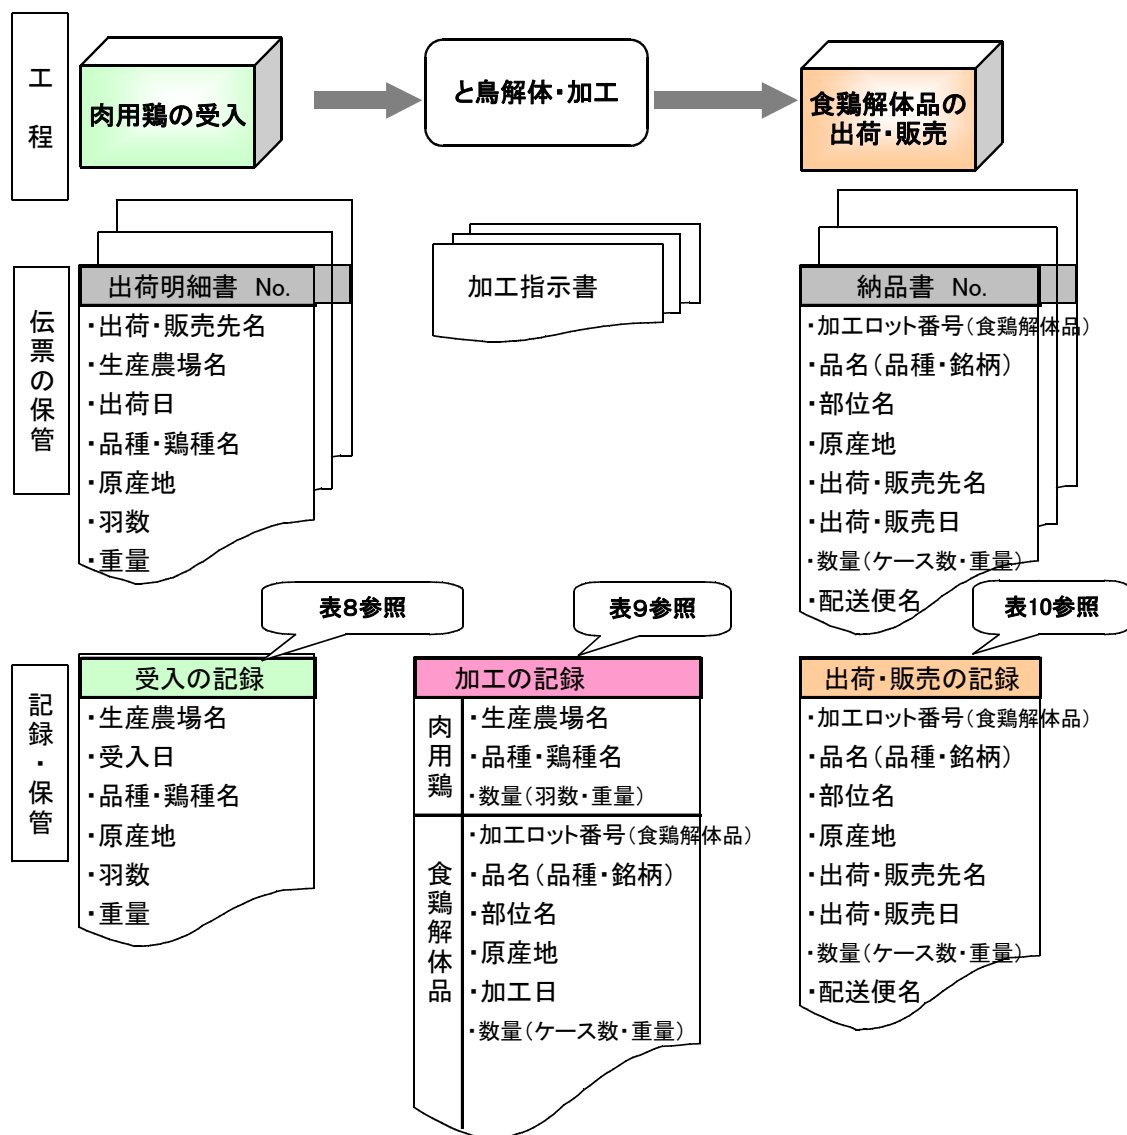 工程
肉用鶏の受入
と鳥解体・加工
食鶏解体品の
出荷・販売
伝票の保管
出荷明細書 No.
・出荷・販売先名
・生産農場名
・出荷日
・品種・鶏種名
・原産地
・羽数
・重量
加工指示書
納品書 No.
・加工ロット番号(食鶏解体品)
・品名(品種・銘柄)
・部位名
・原産地
・出荷・販売先名
・出荷・販売日
・数量(ケース数・重量)
・配送便名
表8参照
表9参照
表10参照
記録・保管
受入の記録
・生産農場名
・受入日
・品種・鶏種名
・原産地
・羽数
・重量
加工の記録
肉用鶏
・生産農場名
・品種・鶏種名
・数量(羽数・重量)
食鶏解体品
・加工ロット番号(食鶏解体品)
・品名(品種・銘柄)
・部位名
・原産地
・加工日
・数量(ケース数・重量)
出荷・販売の記録
・加工ロット番号(食鶏解体品)
・品名(品種・銘柄)
・部位名
・原産地
・出荷・販売先名
・出荷・販売日
・数量(ケース数・重量)
・配送便名